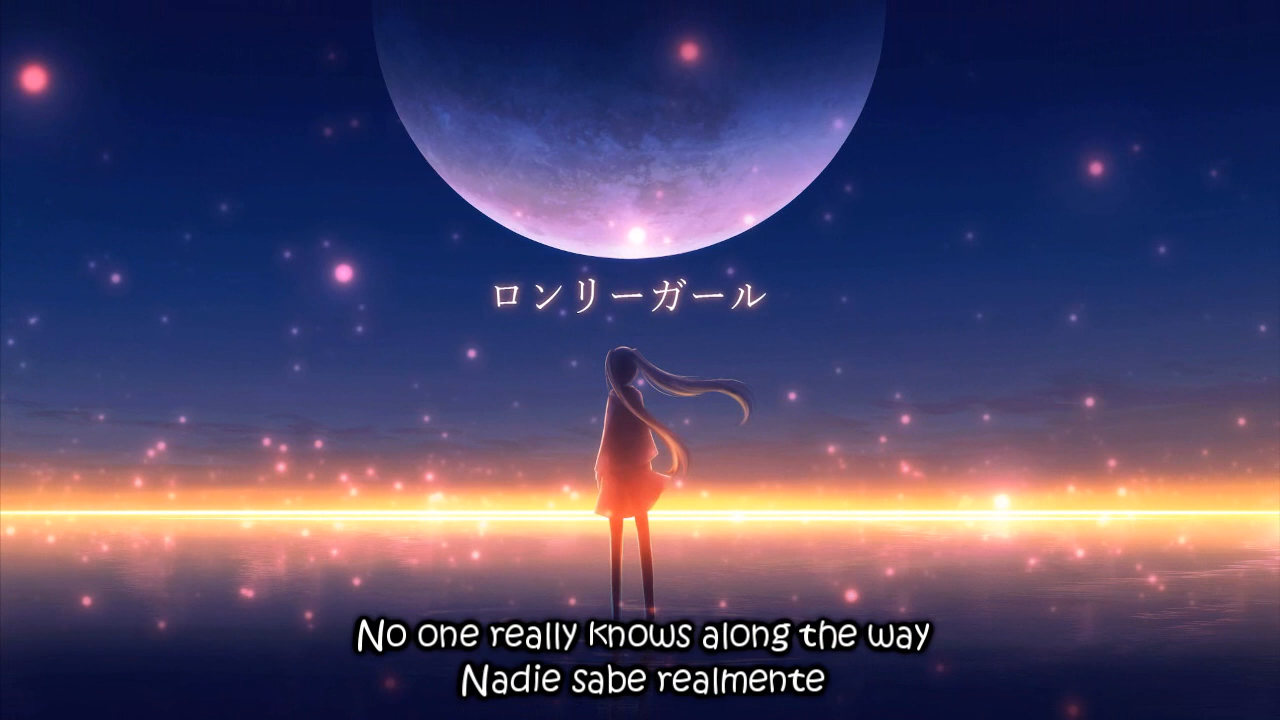 ロンリーガール
No one really knows along the way
Nadie sabe realmente